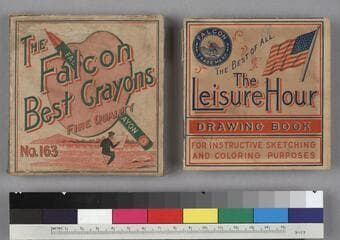 The
Falcon
Best Crayons
FINE QUALITY
No. 163
FALCON
THE BEST OF ALL
The
Leisure Hour
DRAWING BOOK
FOR INSTRUCTIVE SKETCHING
AND COLORING PURPOSES